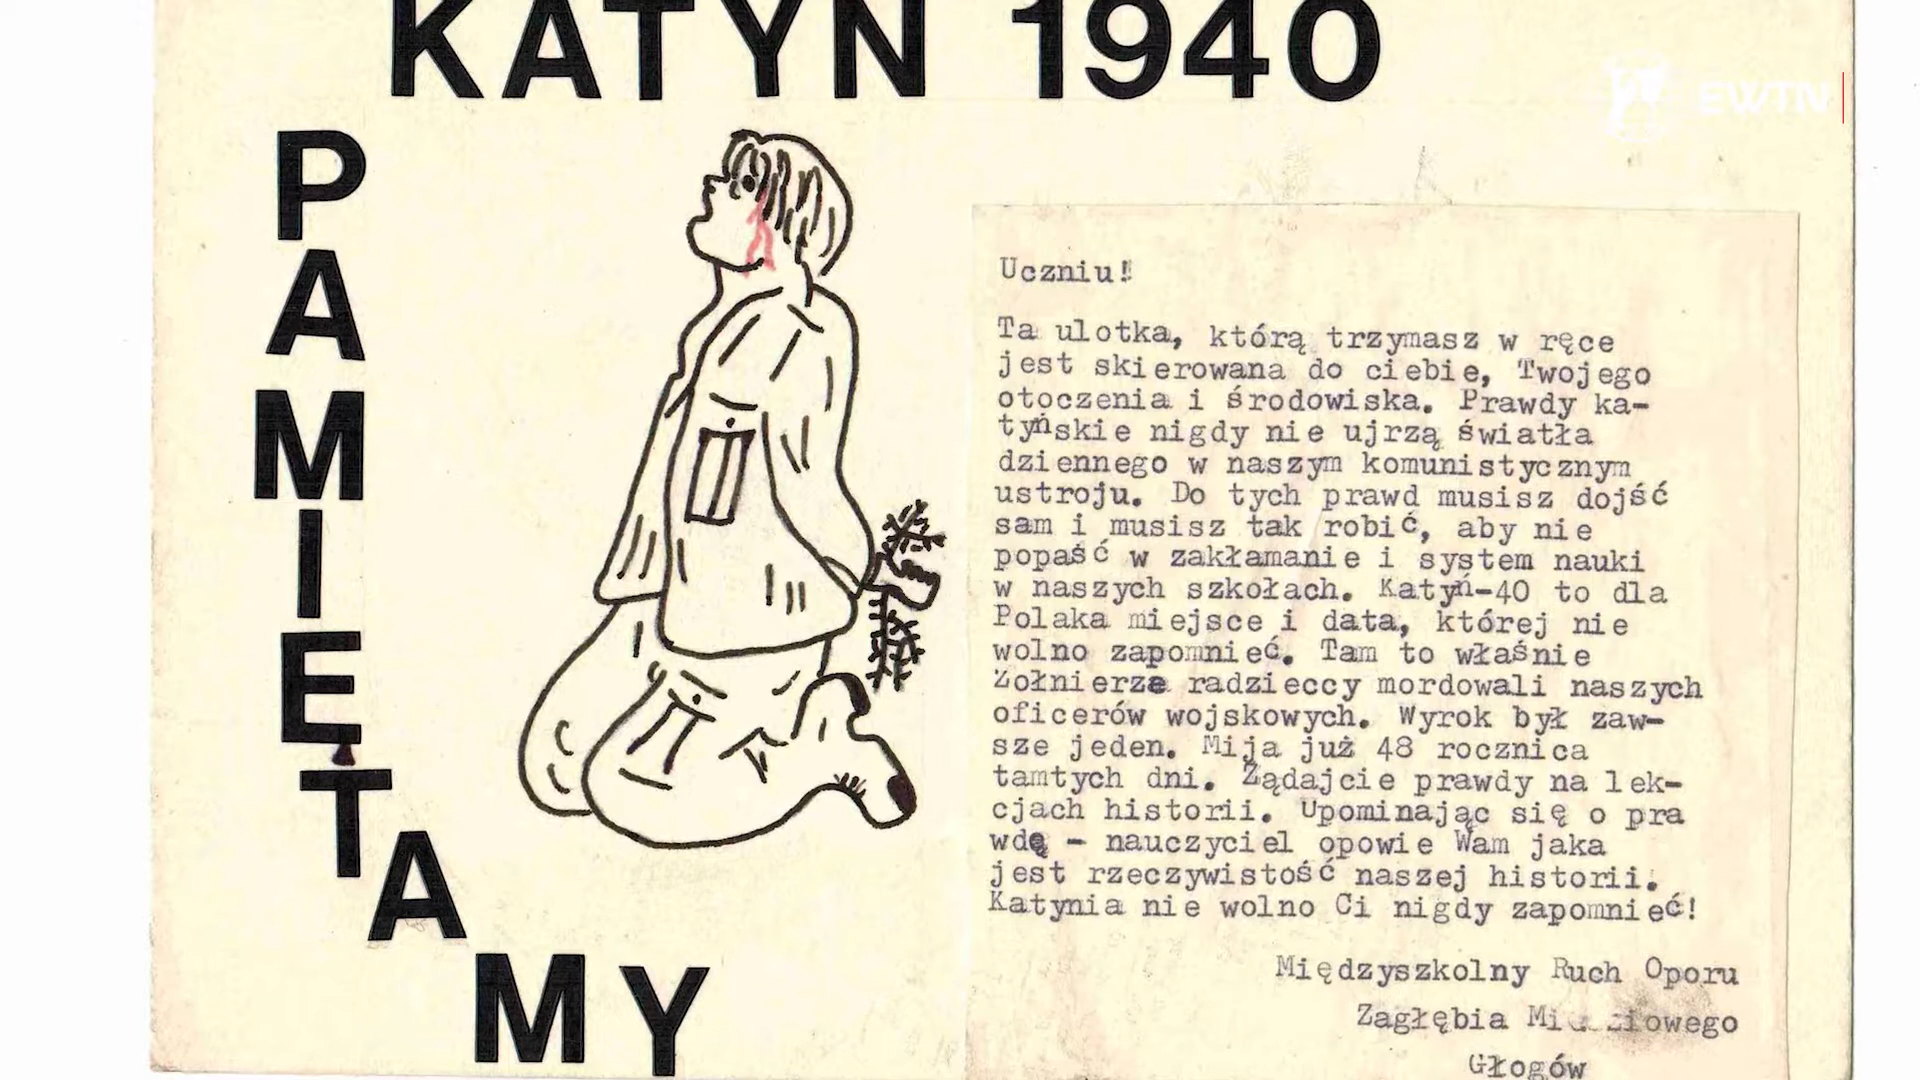 KATYN 1940
PAMIĘTAMY
EWTN
Uczniu!
Ta ulotka, którą trzymasz w ręce
jest skierowana do ciebie, Twojego
otoczenia i środowiska. Prawdy ka-
tyńskie nigdy nie ujrzą światła
dziennego w naszym komunistycznym
ustroju. Do tych prawd musisz dojść
sam i musisz tak robić, aby nie
popaść w zakłamanie i system nauki
w naszych szkołach. Katyń-40 to dla
Polaka miejsce i data, której nie
wolno zapomnieć. Tam to właśnie
Żołnierze radzieccy mordowali naszych
oficerów wojskowych. Wyrok był zaw-
sze jeden. Mija już 48 rocznica
tamtych dni. Żądajcie prawdy na lek-
cjach historii. Upominając się o pra
wdę - nauczyciel opowie Wam jaka
jest rzeczywistość naszej historii.
Katynia nie wolno Ci nigdy zapomnieć!
Międzyszkolny Ruch Oporu
Zagłębia
Głogów